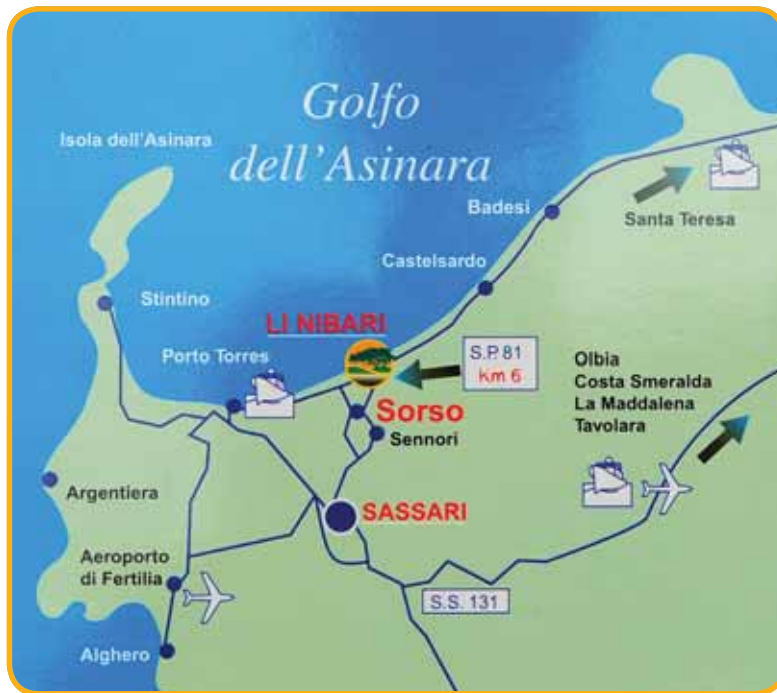 Golfo
dell'Asinara
Isola dell'Asinara
Santa Teresa
Badesi
Castelsardo
Stintino
LI NIBARI
Porto Torres
S.P. 81
Km 6
Olbia
Costa Smeralda
La Maddalena
Tavolara
Sorso
Sennori
Argentiera
SASSARI
Aeroporto
di Fertilia
S.S. 131
Alghero